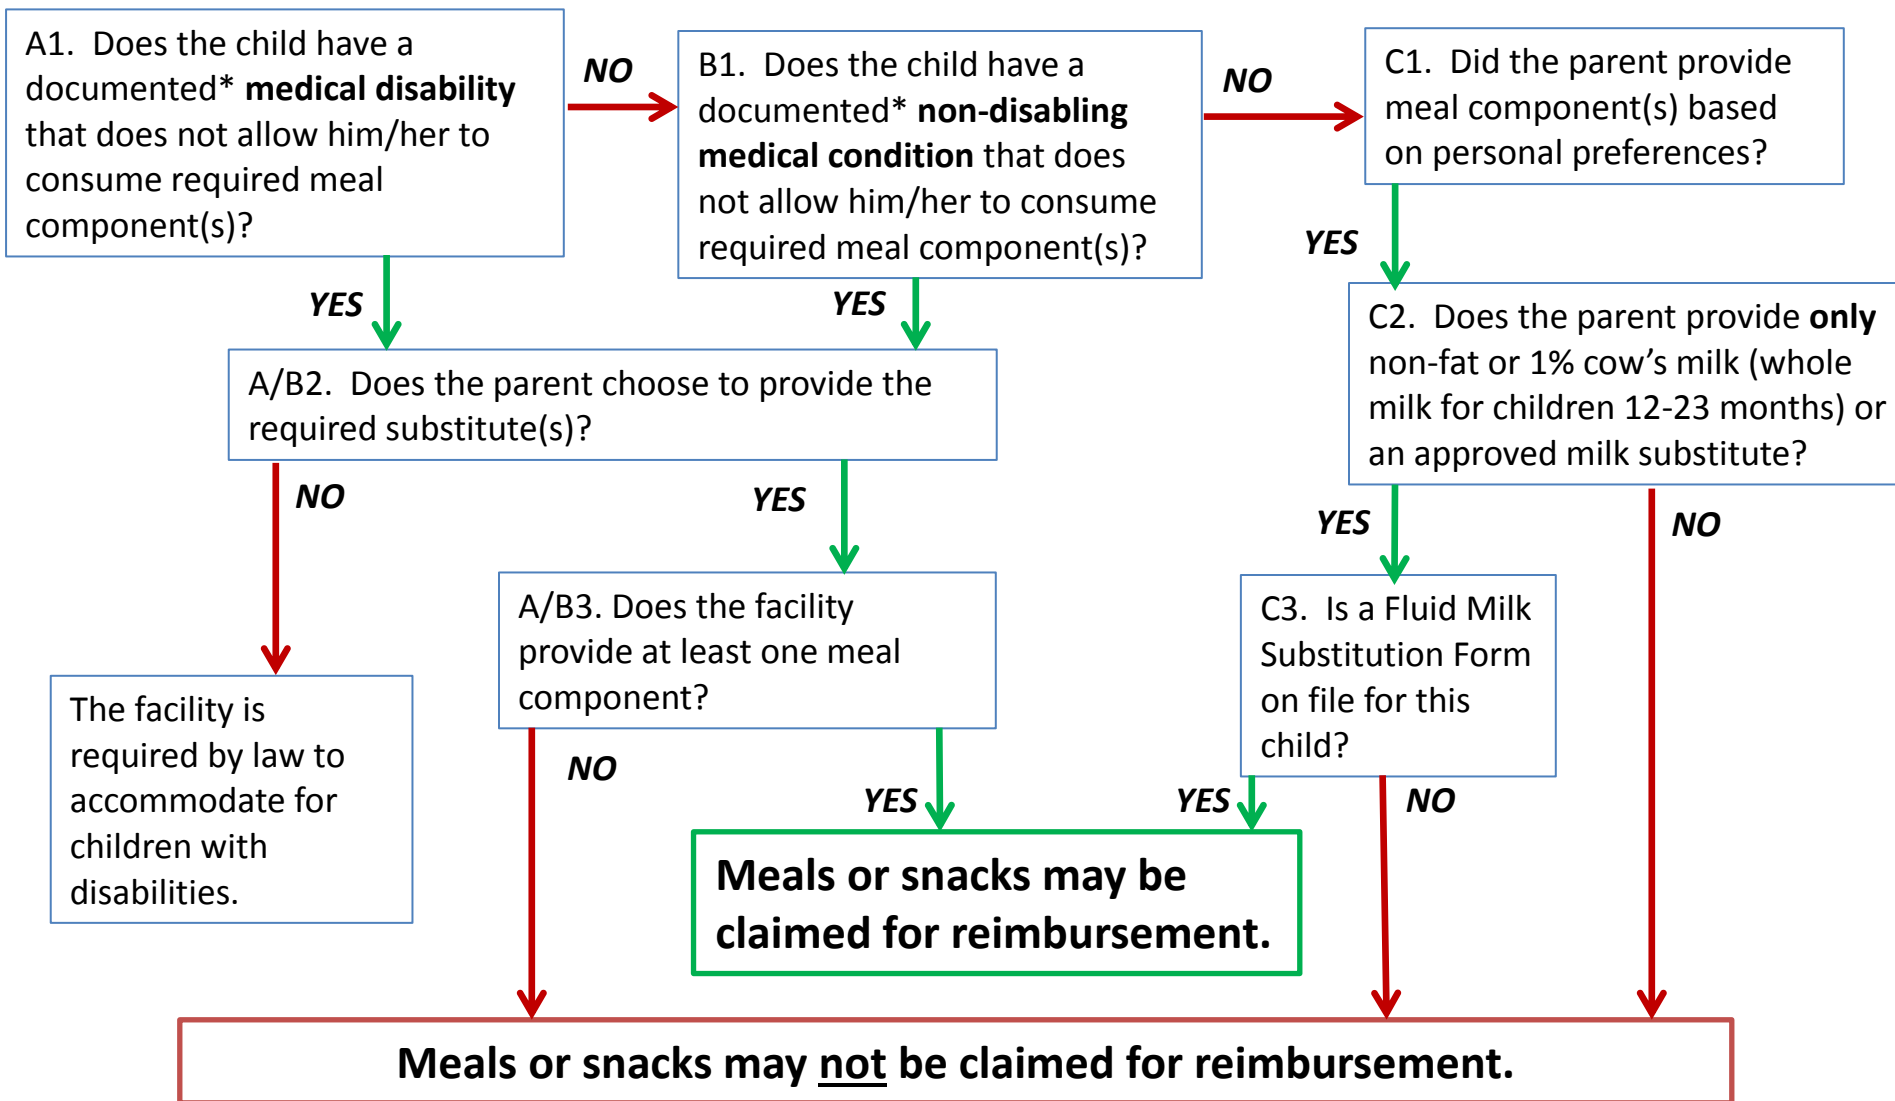 A1.  Does the child have a
documented* medical disability
that does not allow him/her to
consume required meal
component(s)?
NO
B1.  Does the child have a
documented* non-disabling
medical condition that does
not allow him/her to consume
required meal component(s)?
NO
C1.  Did the parent provide
meal component(s) based
on personal preferences?
YES
YES
YES
A/B2.  Does the parent choose to provide the
required substitute(s)?
C2.  Does the parent provide only
non-fat or 1% cow’s milk (whole
milk for children 12-23 months) or
an approved milk substitute?
NO
YES
YES
NO
The facility is
required by law to
accommodate for
children with
disabilities.
A/B3. Does the facility
provide at least one meal
component?
C3.  Is a Fluid Milk
Substitution Form
on file for this
child?
NO
YES
YES
NO
Meals or snacks may be
claimed for reimbursement.
Meals or snacks may not be claimed for reimbursement.